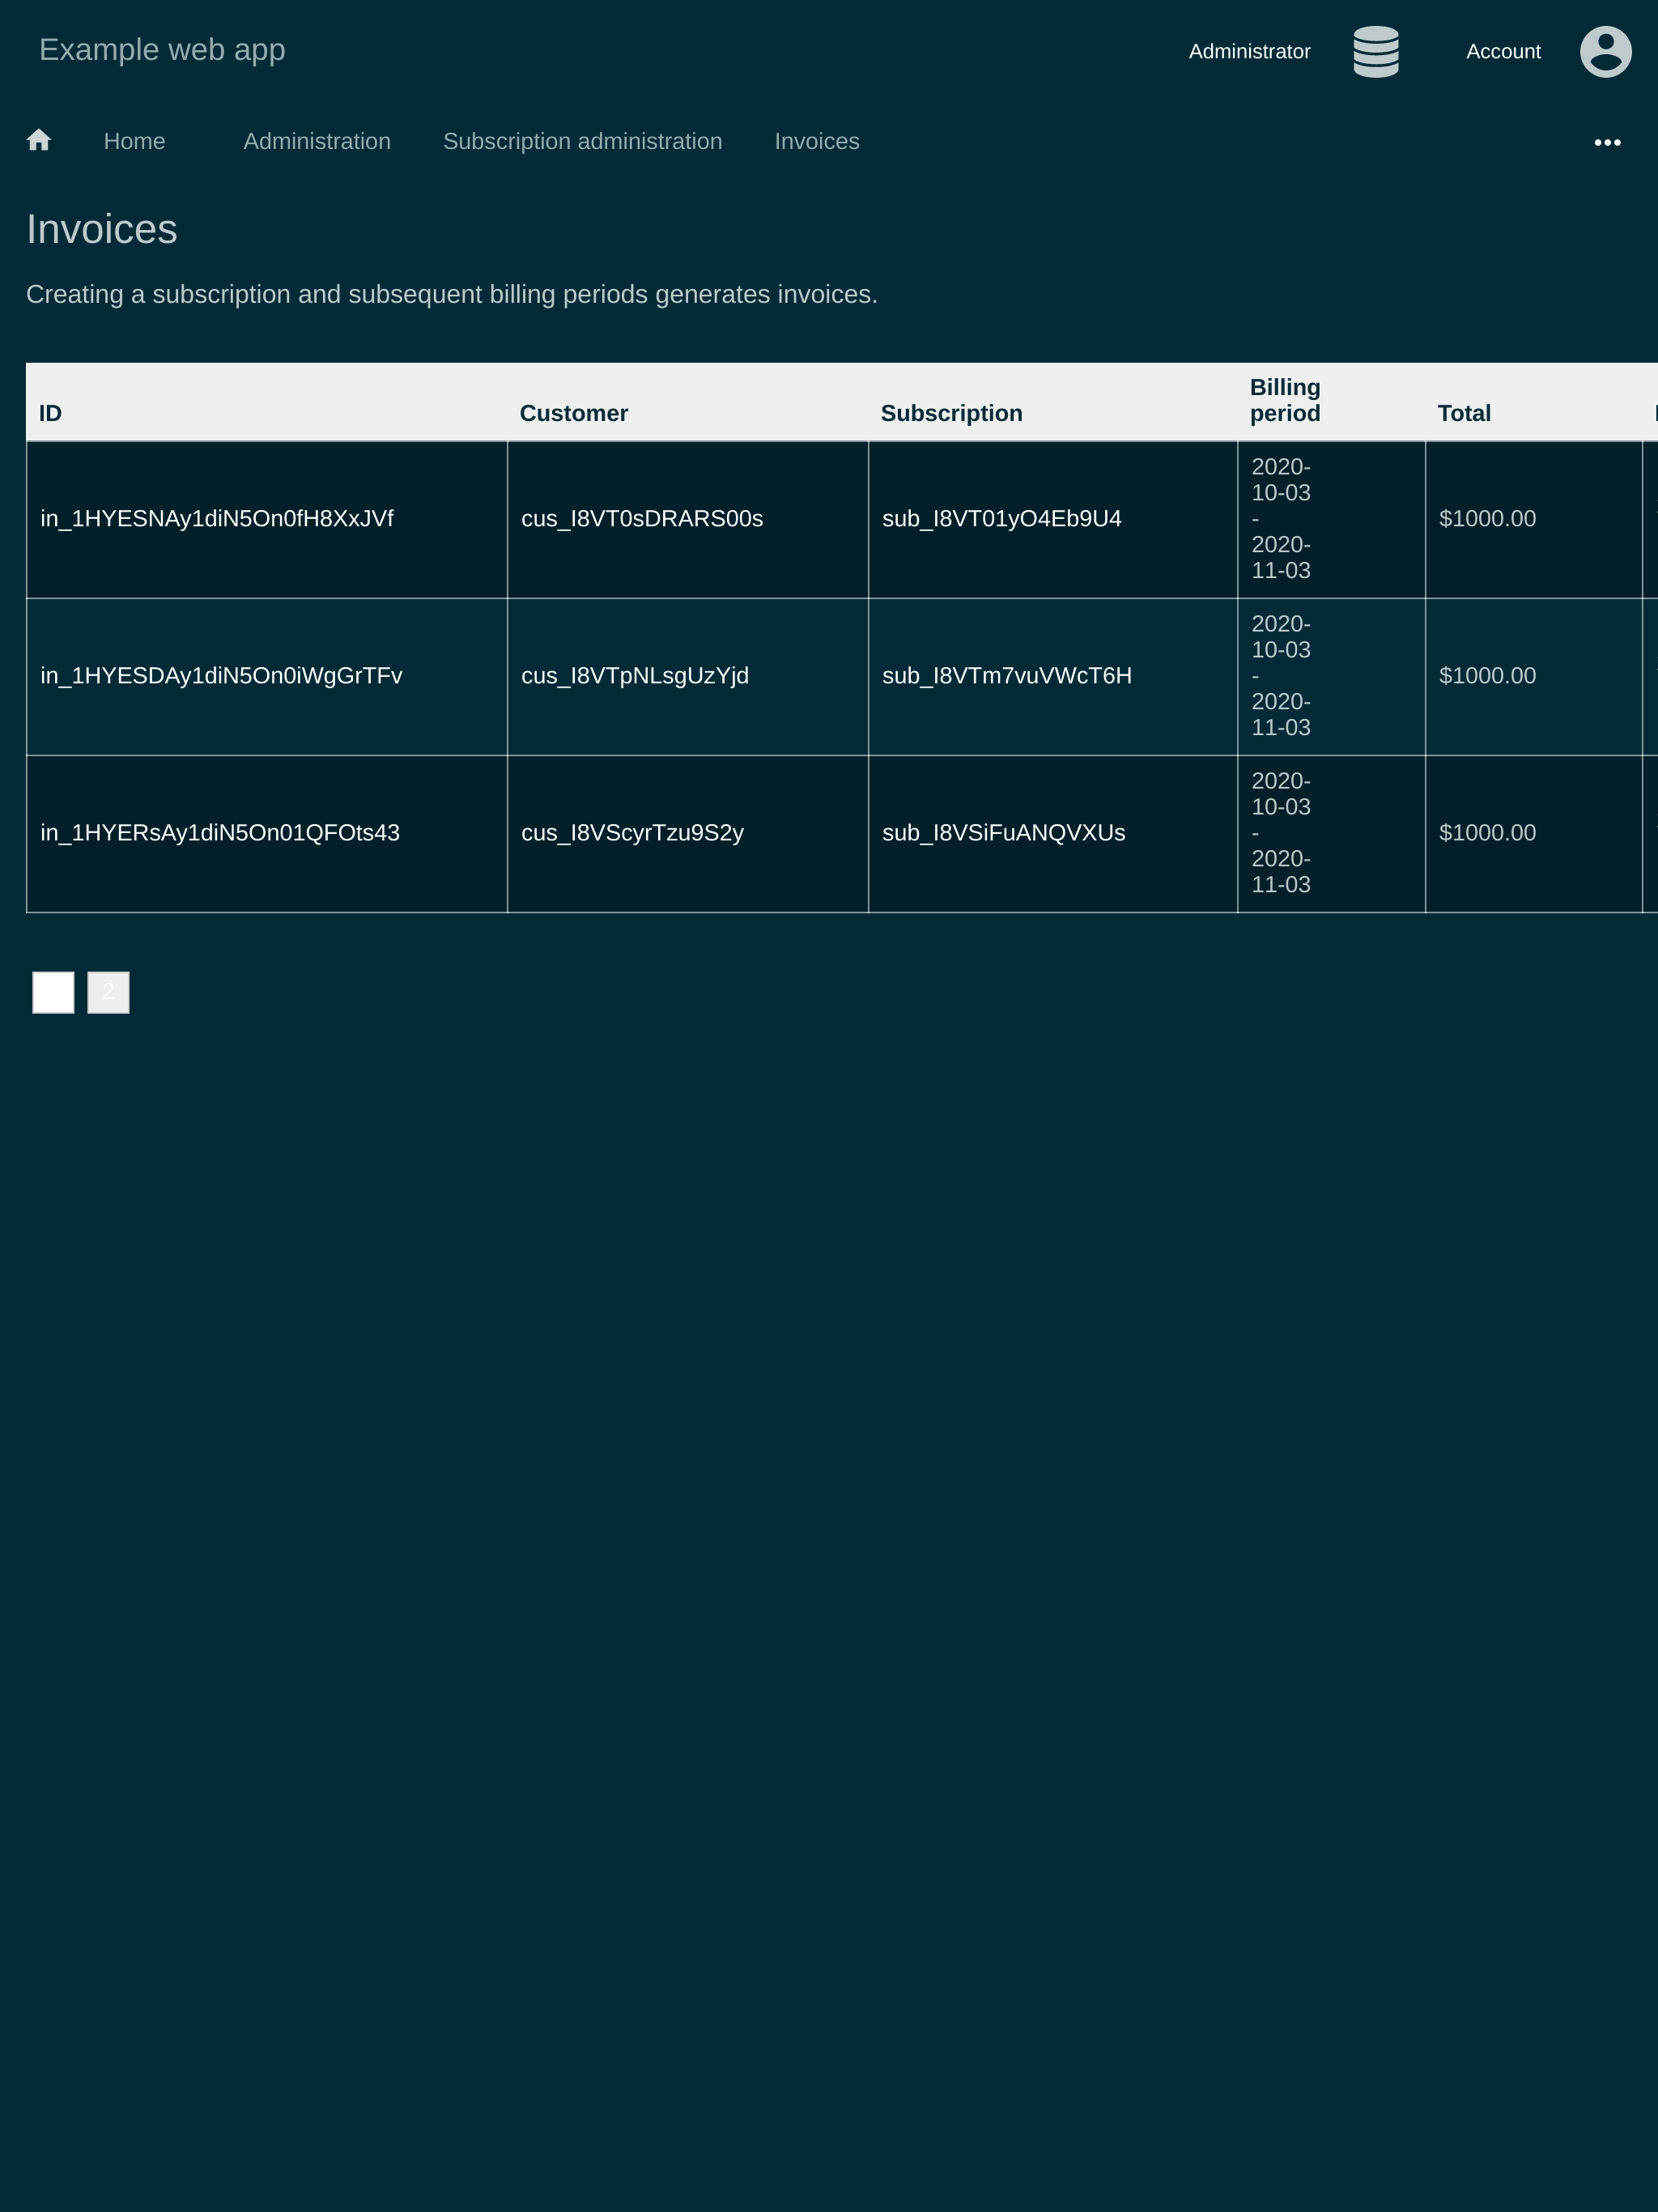 Example web app
Administrator
Account
Home
Administration
Subscription administration
Invoices
Invoices
Creating a subscription and subsequent billing periods generates invoices.
ID
Customer
Subscription
Billing
period
Total
in_1HYESNAy1diN5On0fH8XxJVf
cus_I8VT0sDRARS00s
sub_I8VT01yO4Eb9U4
2020-
10-03
-
2020-
11-03
$1000.00
in_1HYESDAy1diN5On0iWgGrTFv
cus_I8VTpNLsgUzYjd
sub_I8VTm7vuVWcT6H
2020-
10-03
-
2020-
11-03
$1000.00
in_1HYERsAy1diN5On01QFOts43
cus_I8VScyrTzu9S2y
sub_I8VSiFuANQVXUs
2020-
10-03
-
2020-
11-03
$1000.00
2